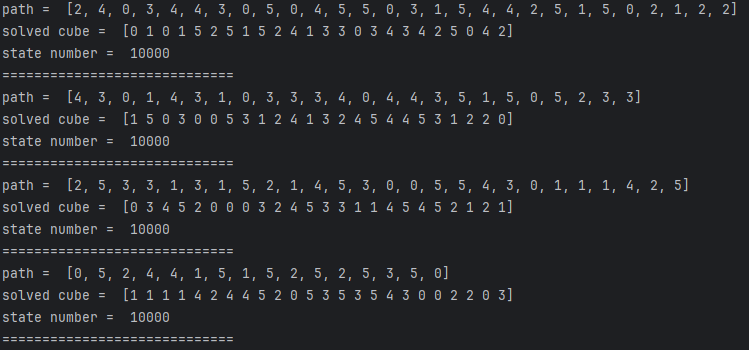 path =  [2, 4, 0, 3, 4, 4, 3, 0, 5, 0, 4, 5, 5, 0, 3, 1, 5, 4, 4, 2, 5, 1, 5, 0, 2, 1, 2, 2]
solved cube =  [0 1 0 1 5 2 5 1 5 2 4 1 3 3 0 3 4 3 4 2 5 0 4 2]
state number =  10000
=============================
path =  [4, 3, 0, 1, 4, 3, 1, 0, 3, 3, 3, 4, 0, 4, 4, 3, 5, 1, 5, 0, 5, 2, 3, 3]
solved cube =  [1 5 0 3 0 0 5 3 1 2 4 1 3 2 4 5 4 4 5 3 1 2 2 0]
state number =  10000
=============================
path =  [2, 5, 3, 3, 1, 3, 1, 5, 2, 1, 4, 5, 3, 0, 0, 5, 5, 4, 3, 0, 1, 1, 1, 4, 2, 5]
solved cube =  [0 3 4 5 2 0 0 0 3 2 4 5 3 3 1 1 4 5 4 5 2 1 2 1]
state number =  10000
=============================
path =  [0, 5, 2, 4, 4, 1, 5, 1, 5, 2, 5, 2, 5, 3, 5, 0]
solved cube =  [1 1 1 1 4 2 4 4 5 2 0 5 3 5 3 5 4 3 0 0 2 2 0 3]
state number =  10000
=============================